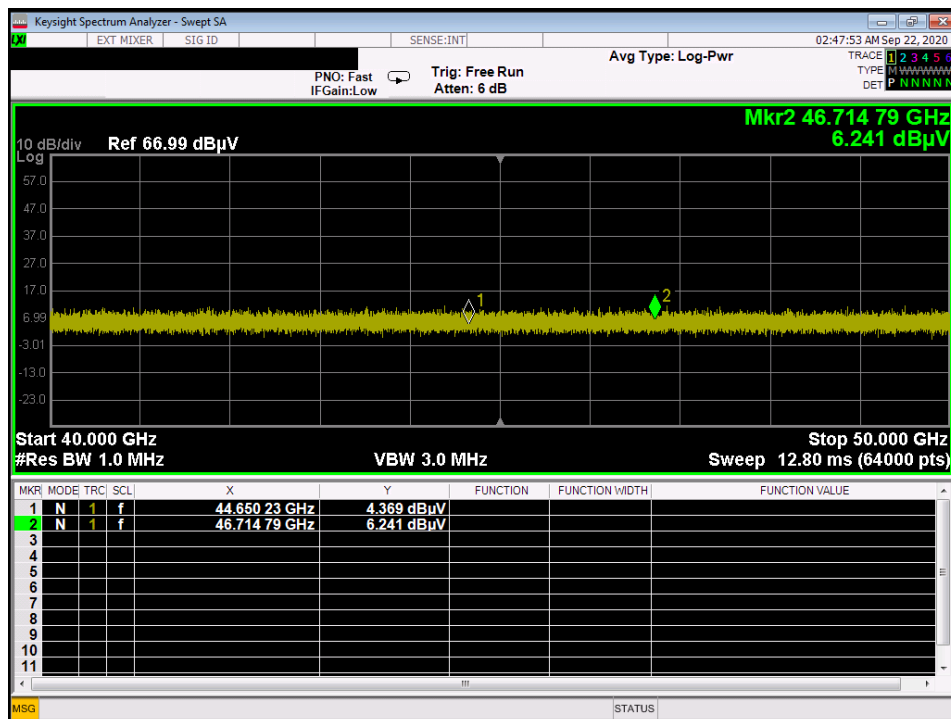 Keysight Spectrum Analyzer - Swept SA
LXI EXT MIXER SIG ID SENSE:INT 02:47:53 AM Sep 22, 2020
Avg Type: Log-Pwr TRACE 1 2 3 4 5 6
PNO: Fast Trig: Free Run TYPE M WWWWW
IFGain:Low Atten: 6 dB DET P N N N N N
Mkr2 46.714 79 GHz
10 dB/div Ref 66.99 dBµV 6.241 dBµV
Log
57.0
47.0
37.0
27.0
17.0
1 2
6.99
-3.01
-13.0
-23.0
Start 40.000 GHz Stop 50.000 GHz
#Res BW 1.0 MHz VBW 3.0 MHz Sweep 12.80 ms (64000 pts)
MKR MODE TRC SCL X Y FUNCTION FUNCTION WIDTH FUNCTION VALUE
1 N 1 f 44.650 23 GHz 4.369 dBµV
2 N 1 f 46.714 79 GHz 6.241 dBµV
3
4
5
6
7
8
9
10
11
MSG STATUS